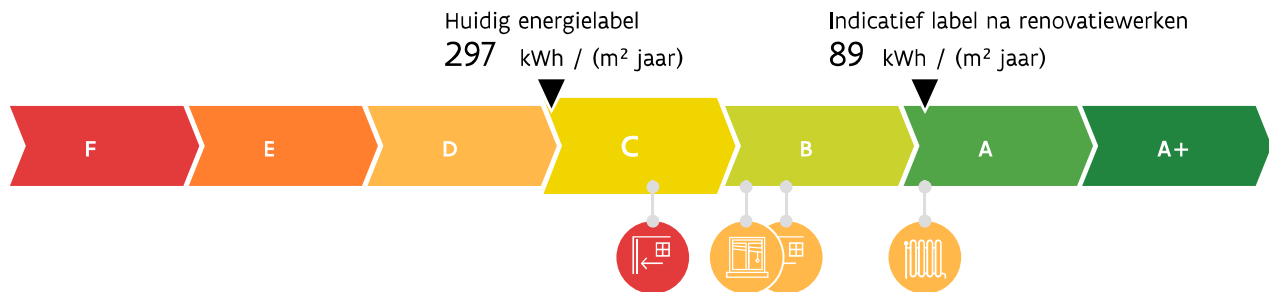 Huidig energielabel
297 kWh / (m² jaar)
Indicatief label na renovatiewerken
89 kWh / (m² jaar)
F E D C B A A+